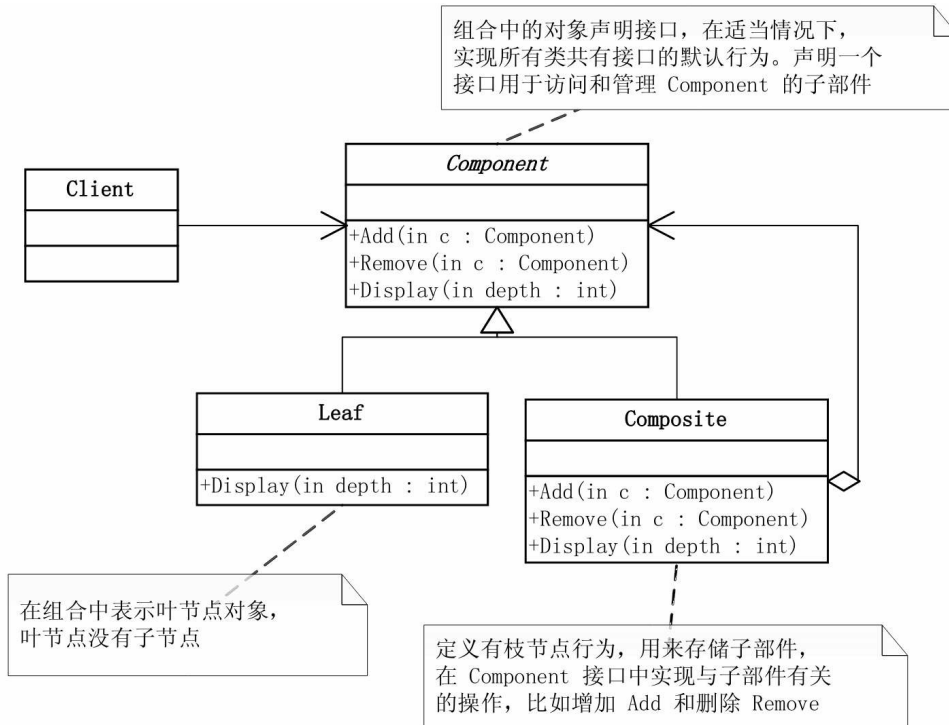 组合中的对象声明接口，在适当情况下，
实现所有类共有接口的默认行为。声明一个
接口用于访问和管理 Component 的子部件
Client
Component
+Add(in c : Component)
+Remove(in c : Component)
+Display(in depth : int)
Leaf
+Display(in depth : int)
Composite
+Add(in c : Component)
+Remove(in c : Component)
+Display(in depth : int)
在组合中表示叶节点对象，
叶节点没有子节点
定义有枝节点行为，用来存储子部件，
在 Component 接口中实现与子部件有关
的操作，比如增加 Add 和删除 Remove